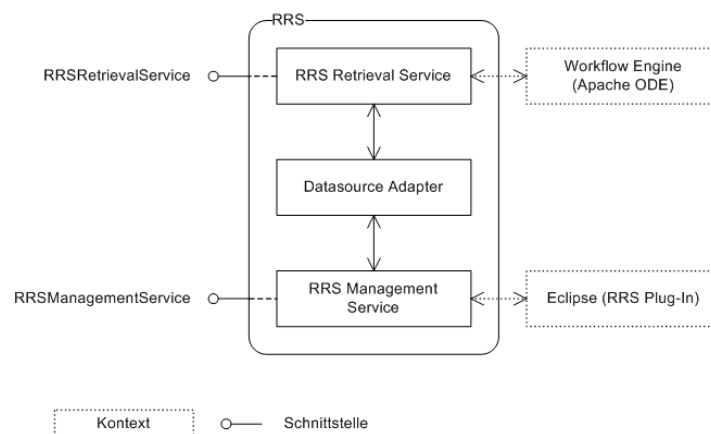 RRS
RRSRetrievalService
RRS Retrieval Service
Workflow Engine
(Apache ODE)
Datasource Adapter
RRSManagementService
RRS Management
Service
Eclipse (RRS Plug-In)
Kontext
Schnittstelle